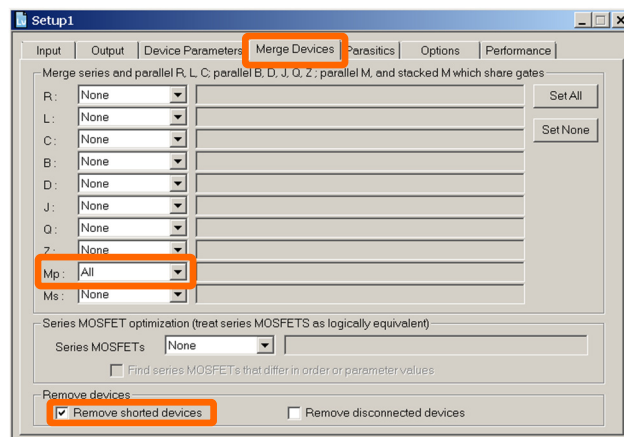 Setup1
Input Output Device Parameters Merge Devices Parasitics Options Performance
Merge series and parallel R, L, C; parallel B, D, J, Q, Z ; parallel M, and stacked M which share gates
R : None Set All
L : None
C : None Set None
B : None
D : None
J : None
Q : None
Z : None
Mp : All
Ms : None
Series MOSFET optimization (treat series MOSFETS as logically equivalent)
Series MOSFETs None
Find series MOSFETs that differ in order or parameter values
Remove devices
Remove shorted devices Remove disconnected devices